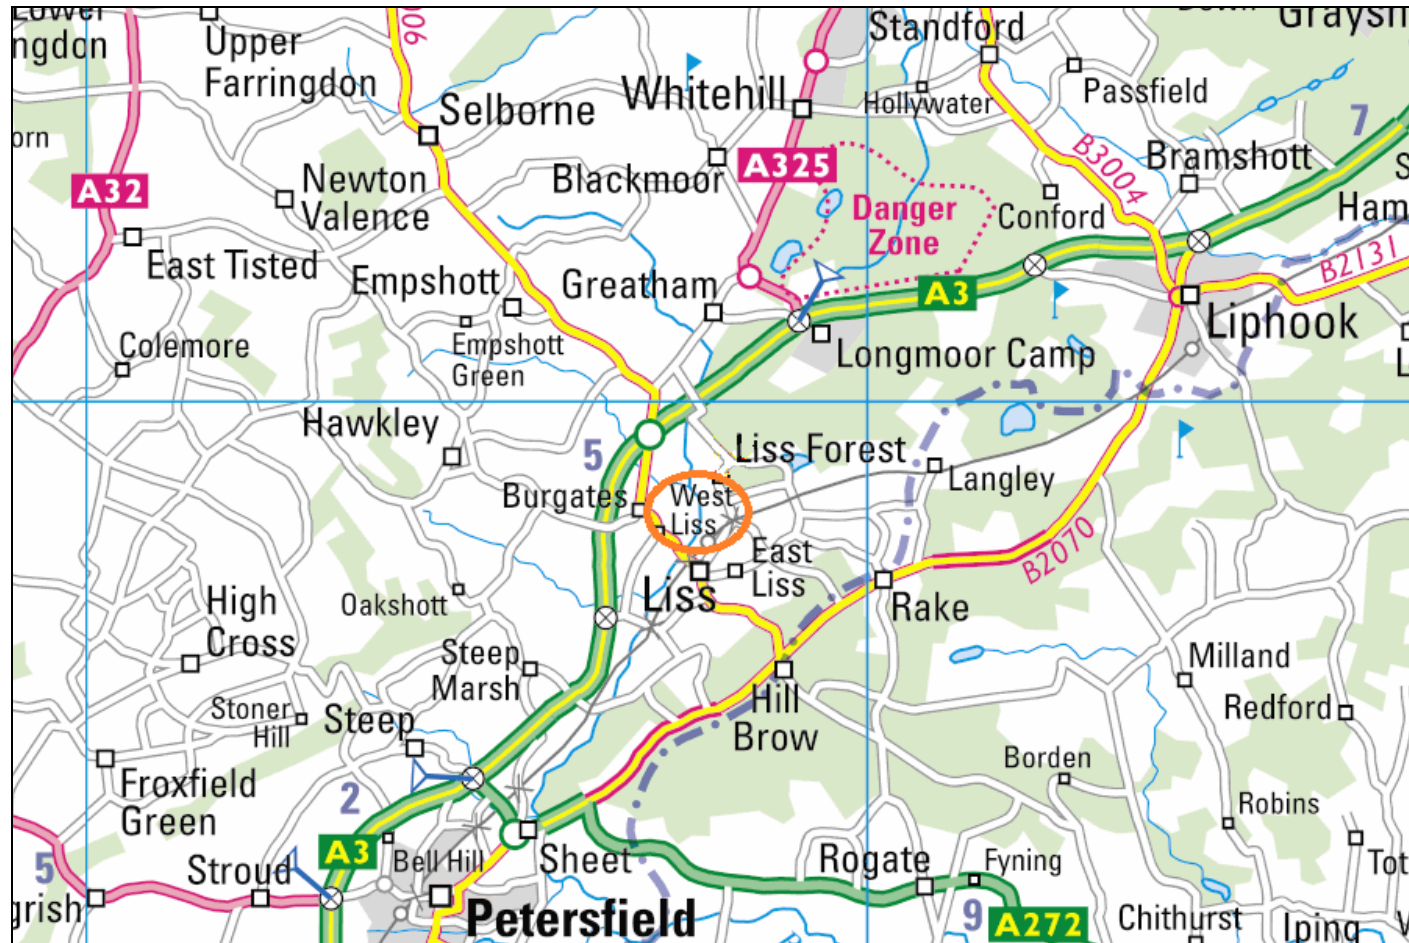 Lower
ngdon
Upper
Farringdon
B3006
Standford
Graysh
Passfield
Whitehill
Hollywater
Selborne
orn
7
A32
Newton
Valence
Blackmoor
A325
B3004
Bramshott
Danger
Zone
Conford
Ham
East Tisted
Empshott
Greatham
A3
B2131
Liphook
Colemore
Empshott
Green
Longmoor Camp
Hawkley
5
Liss Forest
Langley
Burgates
West
Liss
East
Liss
Liss
B2070
Rake
High
Cross
Oakshott
Steep
Marsh
Milland
Redford
Stoner
Hill
Steep
Hill
Brow
Borden
Froxfield
Green
2
Robins
A3
Bell Hill
Sheet
5
Stroud
Rogate
Fyning
Tot
grish
Petersfield
9
A272
Chithurst
Iping